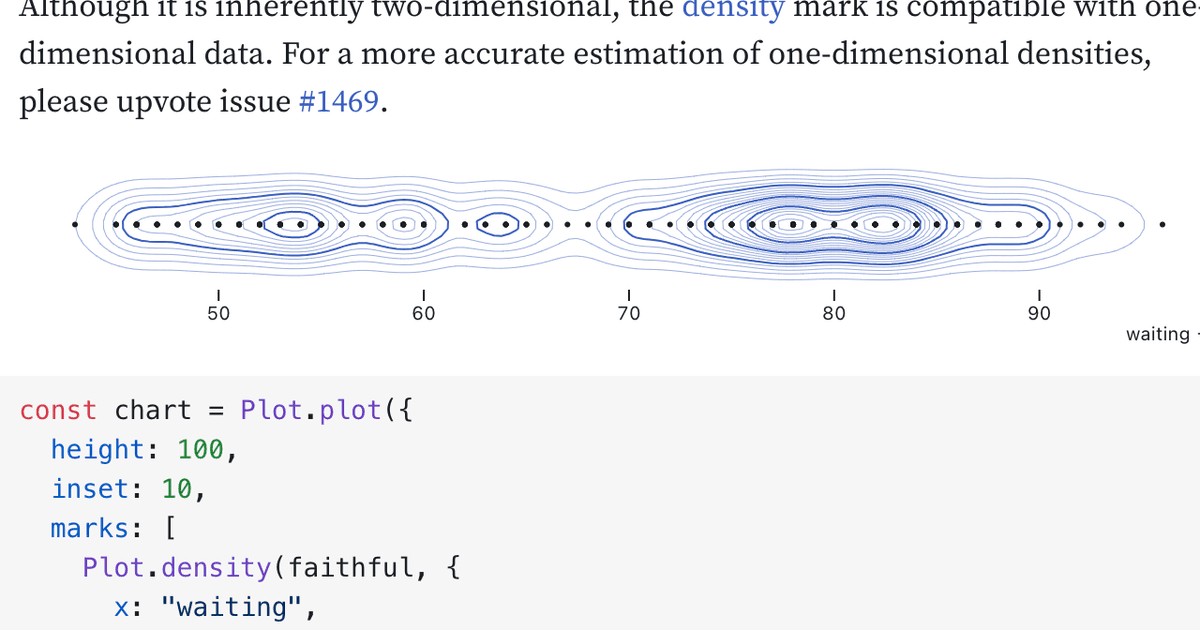 Although it is inherently two-dimensional, the density mark is compatible with one-
dimensional data. For a more accurate estimation of one-dimensional densities,
please upvote issue #1469.
50 60 70 80 90
waiting
const chart = Plot.plot({
  height: 100,
  inset: 10,
  marks: [
    Plot.density(faithful, {
      x: "waiting",